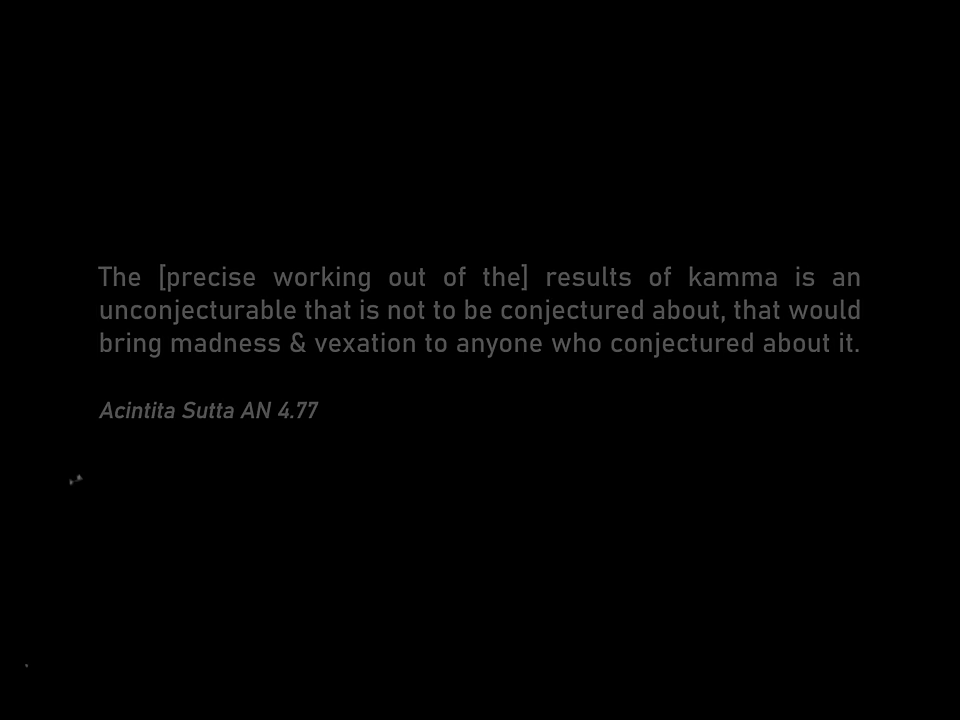 The [precise working out of the] results of kamma is an
unconjecturable that is not to be conjectured about, that would
bring madness & vexation to anyone who conjectured about it.
Acintita Sutta AN 4.77